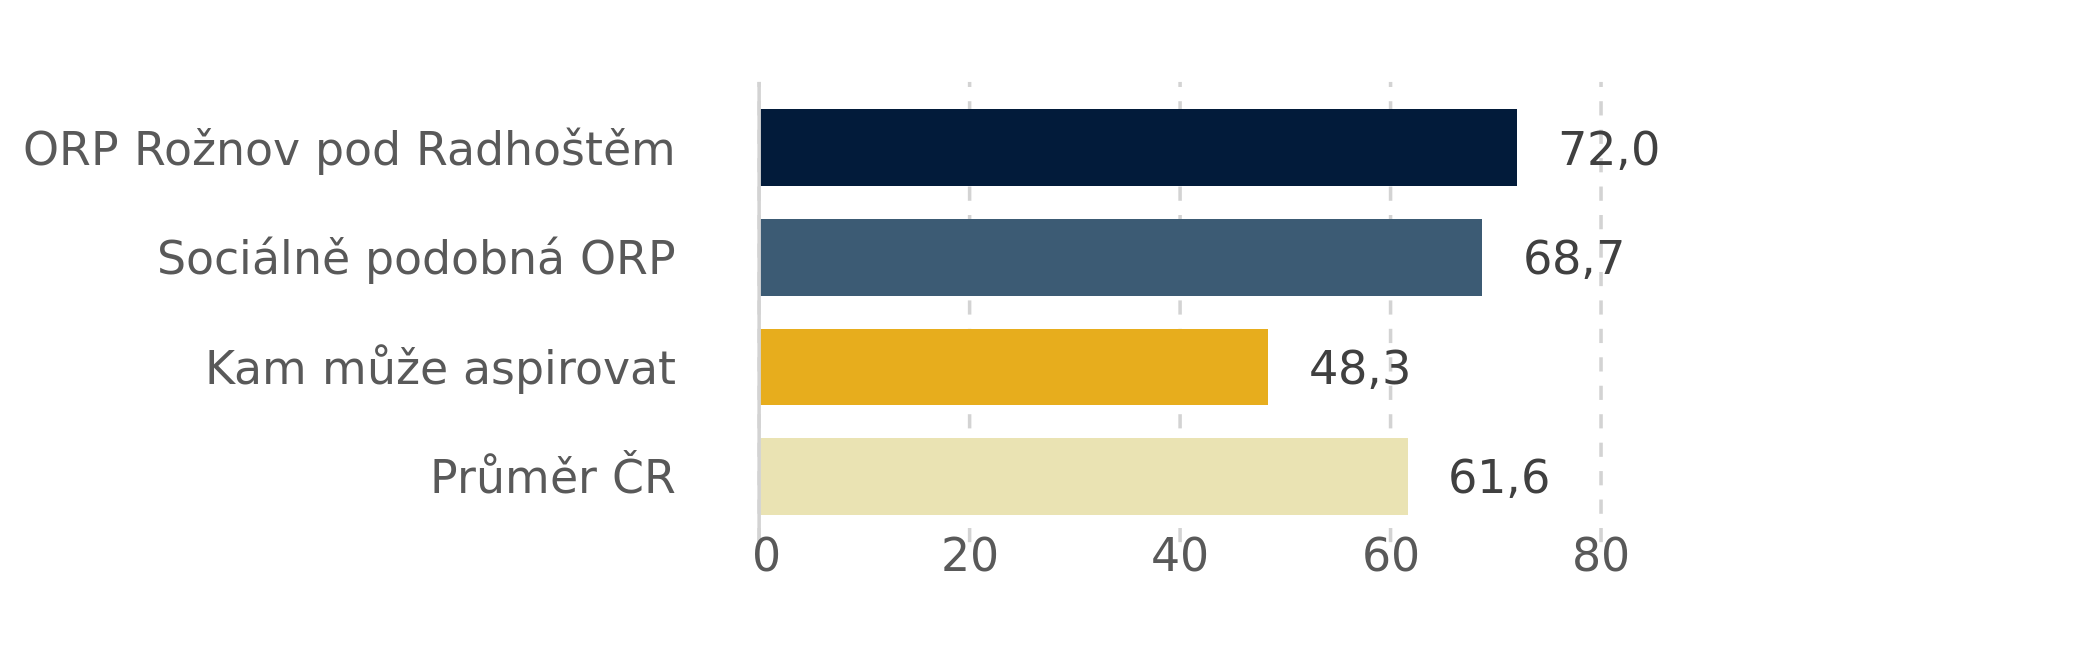 ORP Rožnov pod Radhoštěm 72,0
Sociálně podobná ORP 68,7
Kam může aspirovat 48,3
Průměr ČR 61,6
0 20 40 60 80